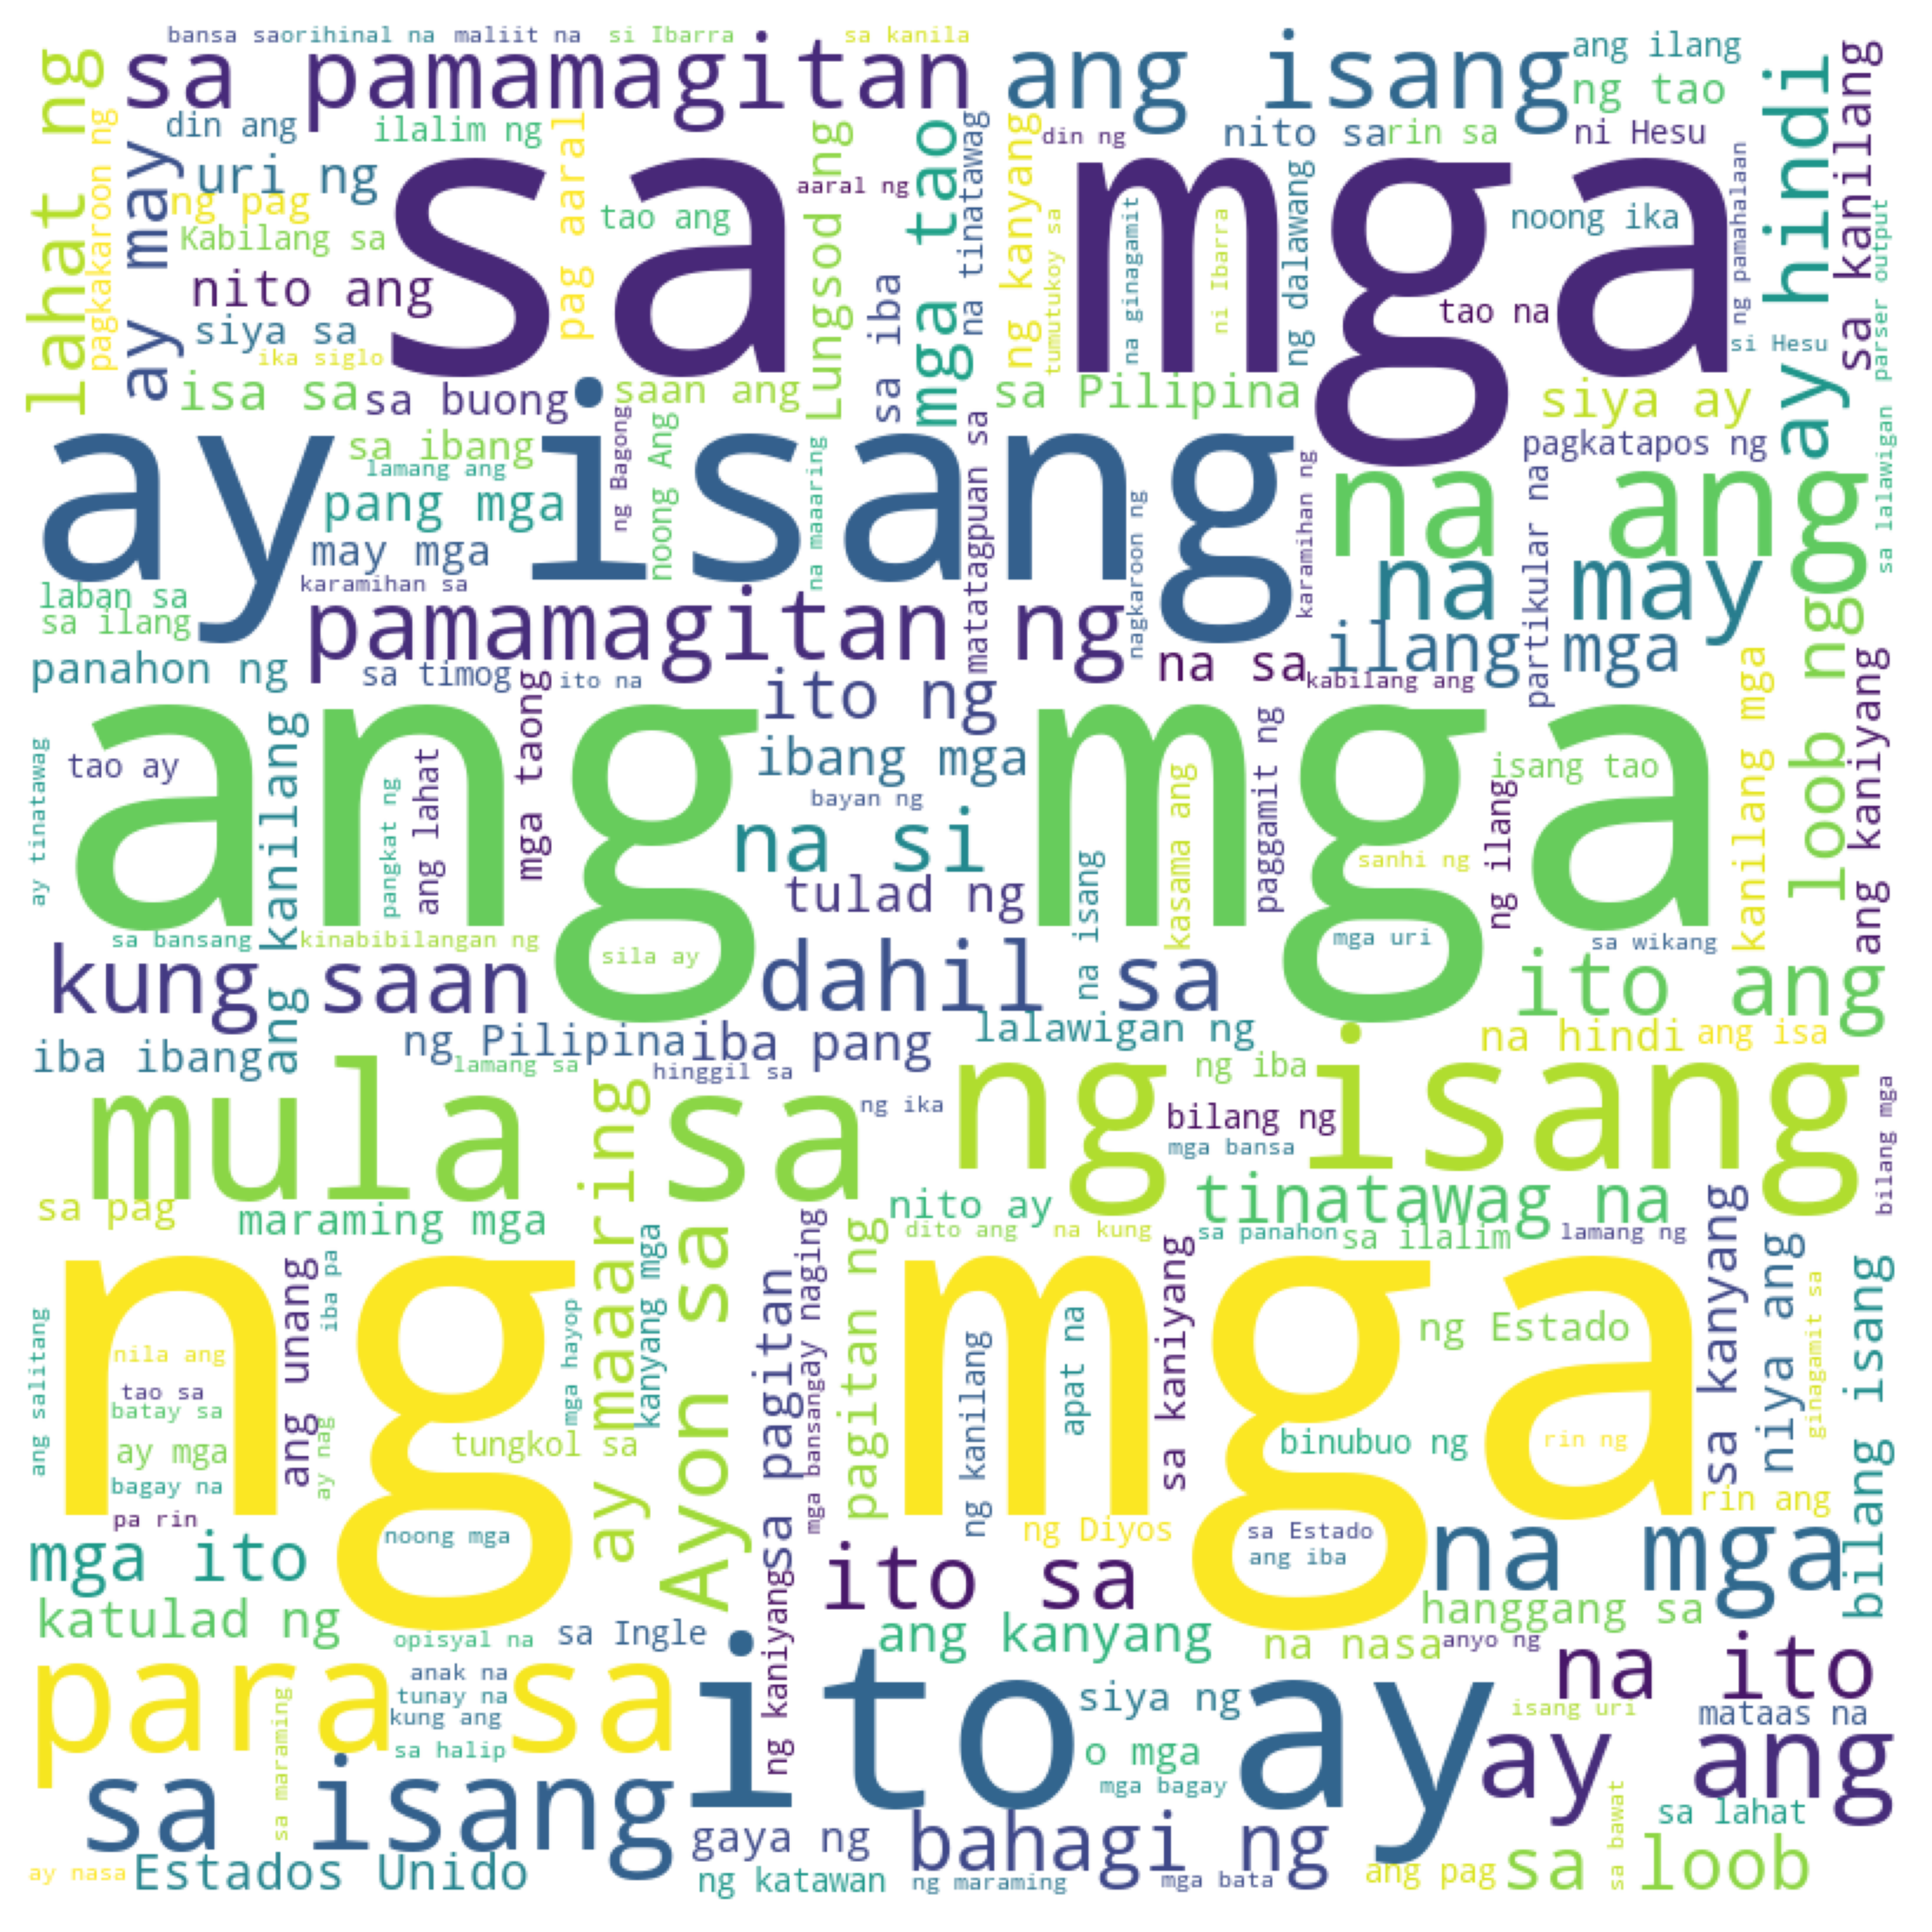 bansa sa
orihinal na
maliit na
si Ibarra
sa kanila
sa pamamagitan
ang isang
ang ilang
ng tao
lahat ng
pagkakaroon ng
ay may
din ang
ilalim ng
pag aaral
Lungsod ng
mga tao
na tinatawag
ng kanyang
din ng
nito sa
rin sa
ni Hesu
ng pamahalaan
ay hindi
sa kanilang
parser output
uri ng
ng pag
Kabilang sa
nito ang
siya sa
ika siglo
sa mga
aaral ng
tao ang
sa iba
tumutukoy sa
na ginagamit
ni Ibarra
ng dalawang
noong ika
tao na
si Hesu
isa sa
sa buong
saan ang
sa Pilipina
siya ay
sa ibang
lamang ang
pang mga
may mga
karamihan sa
ay isang
ng Bagong
noong Ang
na maaaring
matatagpuan sa
nagkaroon ng
karamihan ng
pagkatapos ng
na ang
sa lalawigan
na may
partikular na
laban sa
sa ilang
pamamagitan ng
panahon ng
sa timog
ito na
mga taong
ito ng
na sa
ilang mga
kabilang ang
kanilang mga
loob ng
ang kaniyang
ay tinatawag
tao ay
ang mga
ang kanilang
pangkat ng
ang lahat
ibang mga
bayan ng
na si
tulad ng
na isang
kasama ang
paggamit ng
sanhi ng
isang tao
ng ilang
sa bansang
kinabibilangan ng
sila ay
mga uri
sa wikang
kung saan
dahil sa
ito ang
iba ibang
ng Pilipina
iba pang
lamang sa
hinggil sa
lalawigan ng
na hindi
ang isa
mula sa
ng ika
ng isang
ng iba
bilang ng
mga bansa
bilang mga
sa pag
maraming mga
ay maaaring
nito ay
tinatawag na
dito ang
na kung
sa panahon
sa ilalim
lamang ng
ang salitang
ng mga
nila ang
tao sa
batay sa
ay mga
bagay na
pa rin
ang unang
iba pa
ay nag
tungkol sa
mga hayop
kanyang mga
Ayon sa
sa pagitan
mga bansang
ay naging
pagitan ng
ng kanilang
apat na
sa kaniyang
ng Estado
binubuo ng
rin ng
sa kanyang
niya ang
ginagamit sa
bilang isang
rin ang
noong mga
ng Diyos
sa Estado
ang iba
mga ito
ito sa
na mga
katulad ng
opisyal na
sa Ingle
ng kaniyang
ang kanyang
hanggang sa
na nasa
anyo ng
na ito
para sa
anak na
tunay na
kung ang
sa halip
sa maraming
ito ay
siya ng
o mga
mga bagay
isang uri
mataas na
ay ang
sa isang
sa lahat
gaya ng
bahagi ng
sa bawat
ay nasa
Estados Unido
ng katawan
ng maraming
mga bata
ang pag
sa loob